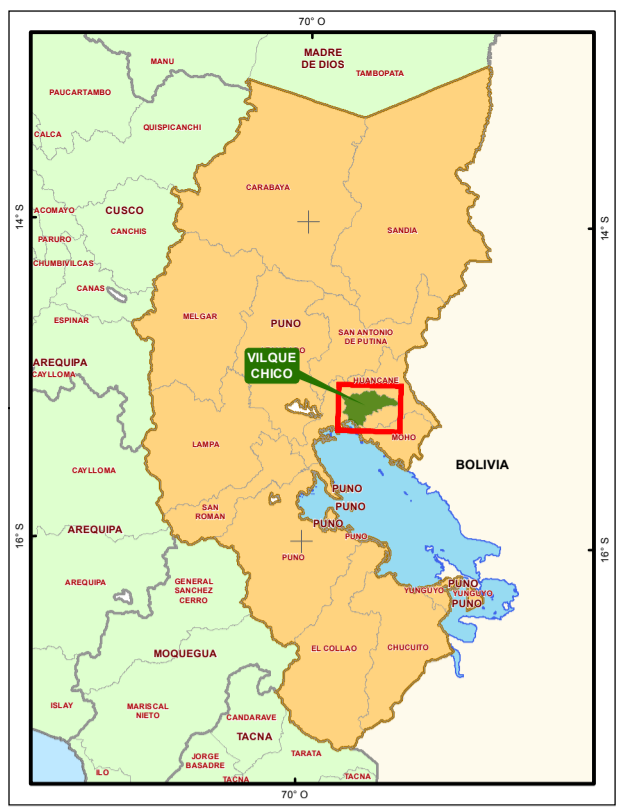 70° O
MADRE
DE DIOS
MANU
TAMBOPATA
PAUCARTAMBO
QUISPICANCHI
CALCA
CARABAYA
ACOMAYO
CUSCO
14° S
14° S
SANDIA
CANCHIS
PARURO
CHUMBIVILCAS
CANAS
MELGAR
ESPINAR
PUNO
SAN ANTONIO
DE PUTINA
VILQUE
CHICO
AREQUIPA
CAYLLOMA
HUANCANE
MOHO
LAMPA
BOLIVIA
CAYLLOMA
PUNO
SAN
ROMAN
PUNO
PUNO
AREQUIPA
PUNO
16° S
16° S
PUNO
AREQUIPA
GENERAL
SANCHEZ
CERRO
PUNO
YUNGUYO
YUNGUYO
PUNO
EL COLLAO
CHUCUITO
MOQUEGUA
ISLAY
MARISCAL
NIETO
CANDARAVE
TACNA
JORGE
BASADRE
TARATA
ILO
TACNA
TACNA
70° O